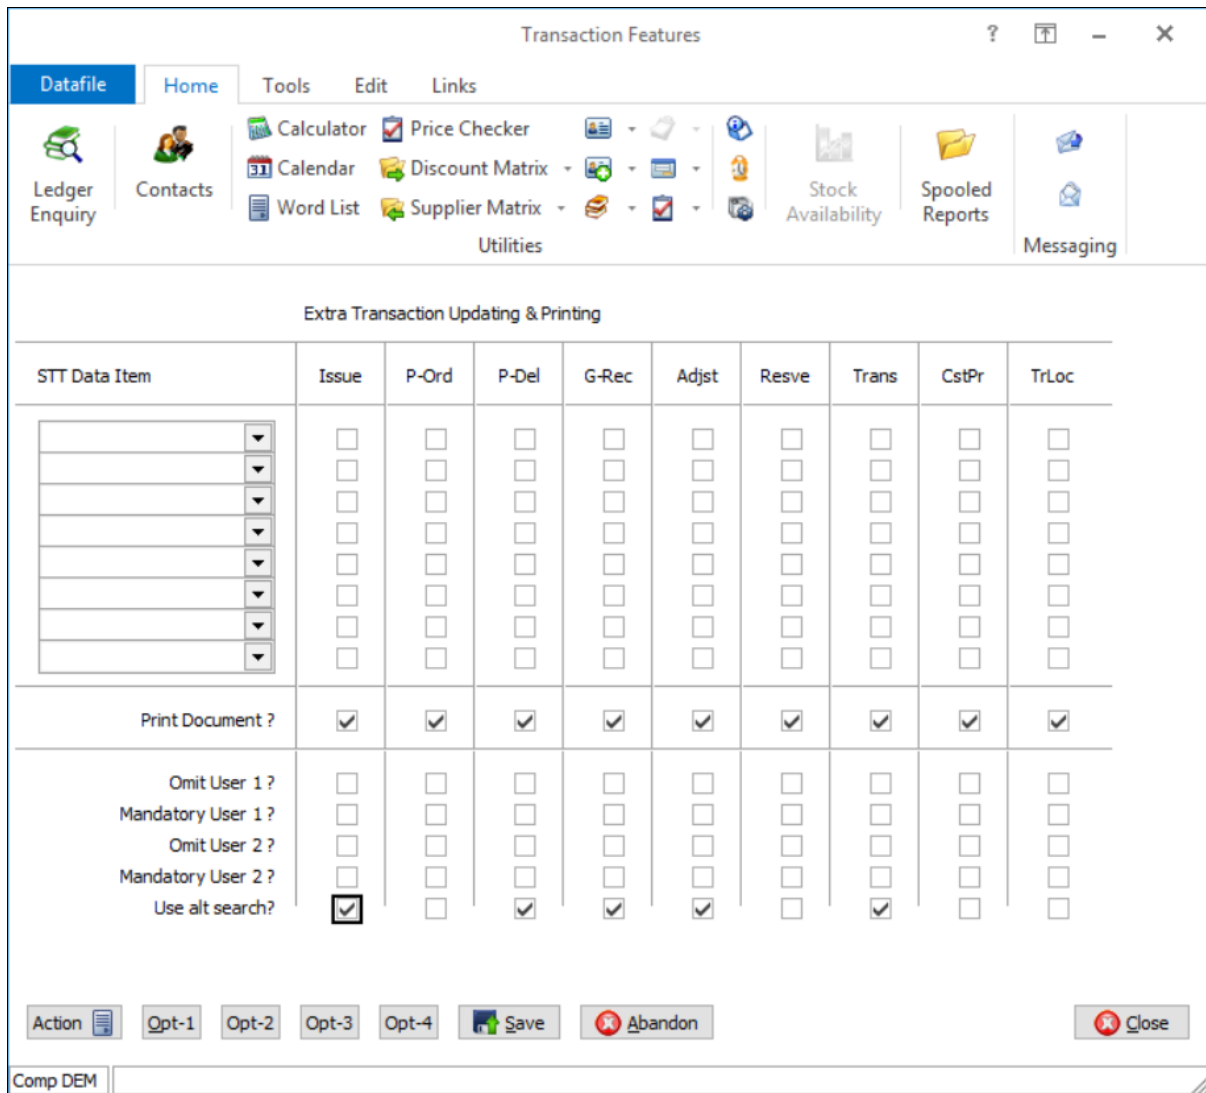 Transaction Features ?
Datafile Home Tools Edit Links
Calculator Price Checker
Calendar Discount Matrix
Word List Supplier Matrix
Ledger Enquiry
Contacts
Stock Availability
Spooled Reports
Utilities
Messaging
31
Extra Transaction Updating & Printing
STT Data Item Issue P-Ord P-Del G-Rec Adjst Resve Trans CstPr TrLoc
Print Document ?
Omit User 1 ?
Mandatory User 1 ?
Omit User 2 ?
Mandatory User 2 ?
Use alt search?
Action Opt-1 Opt-2 Opt-3 Opt-4 Save Abandon Close
Comp DEM